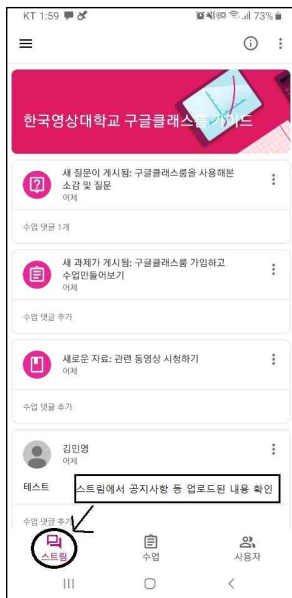 KT 1:59
73%
한국영상대학교 구글클래스룸 가이드
새 질문이 게시됨: 구글클래스룸을 사용해본
소감 및 질문
어제
수업 댓글 1개
새 과제가 게시됨: 구글클래스룸 가입하고
수업만들어보기
어제
수업 댓글 추가
새로운 자료: 관련 동영상 시청하기
어제
수업 댓글 추가
김민영
어제
테스트
스트림에서 공지사항 등 업로드된 내용 확인
수업 댓글 추가
스트림
수업
사용자